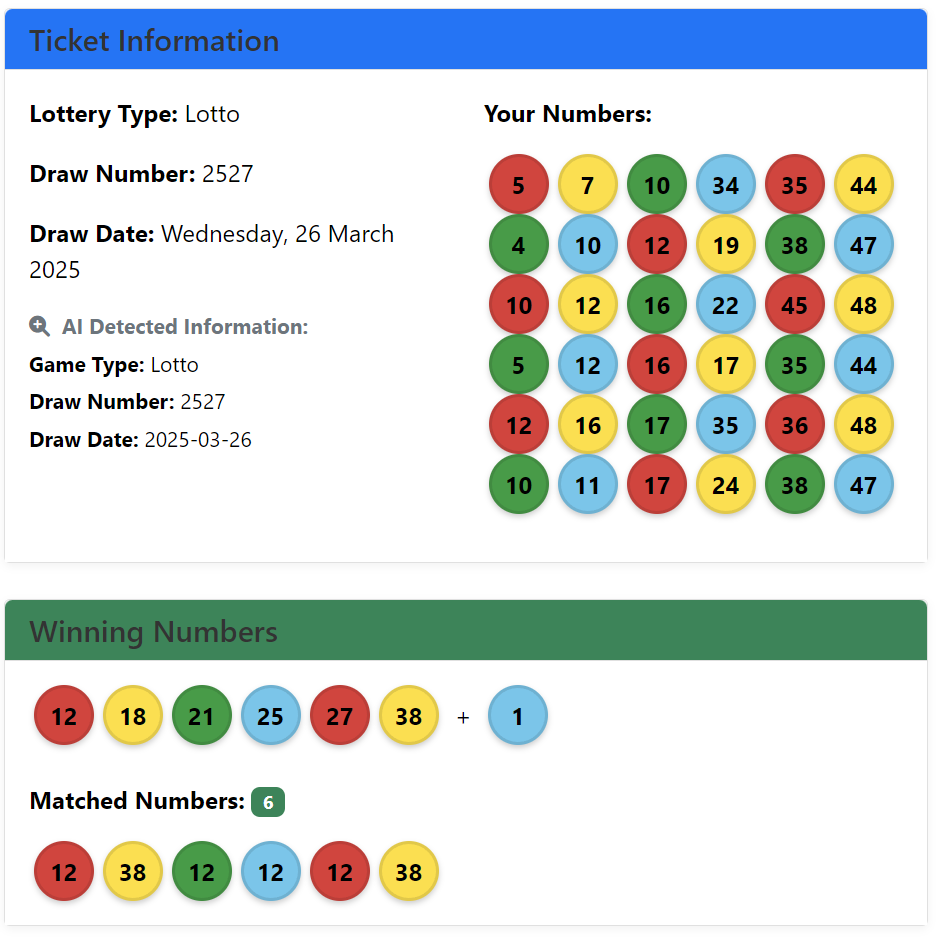 Ticket Information
Lottery Type: Lotto
Draw Number: 2527
Draw Date: Wednesday, 26 March
2025
AI Detected Information:
Game Type: Lotto
Draw Number: 2527
Draw Date: 2025-03-26
Your Numbers:
5 7 10 34 35 44
4 10 12 19 38 47
10 12 16 22 45 48
5 12 16 17 35 44
12 16 17 35 36 48
10 11 17 24 38 47
Winning Numbers
12 18 21 25 27 38 + 1
Matched Numbers: 6
12 38 12 12 12 38